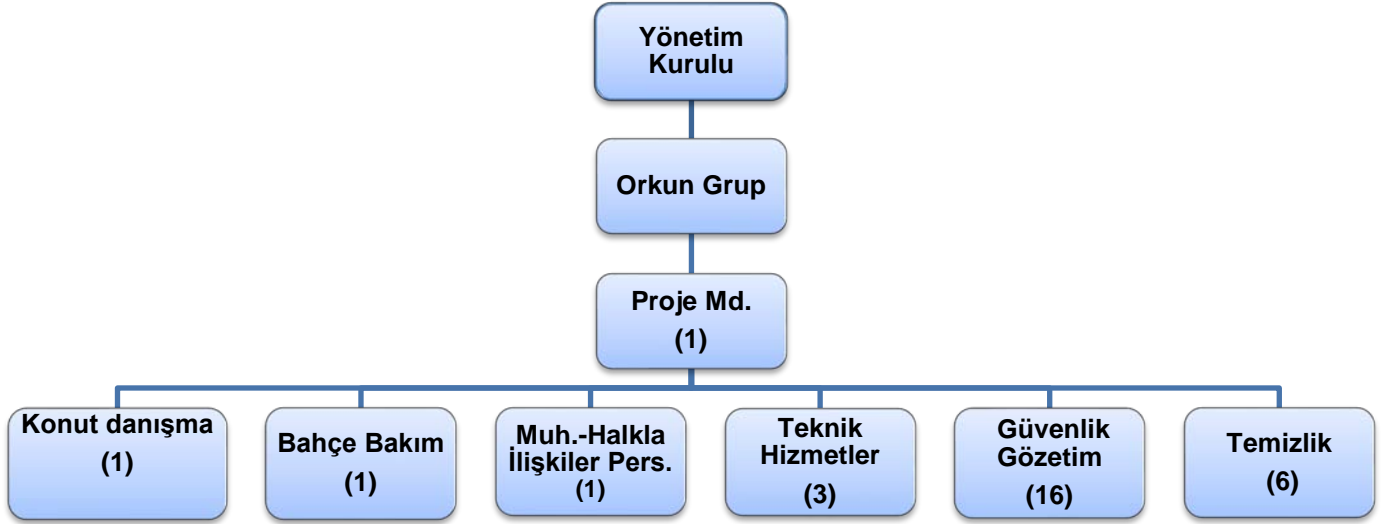 Yönetim
Kurulu
Orkun Grup
Proje Md.
(1)
Konut danışma
(1)
Bahçe Bakım
(1)
Muh.-Halkla
İlişkiler Pers.
(1)
Teknik
Hizmetler
(3)
Güvenlik
Gözetim
(16)
Temizlik
(6)